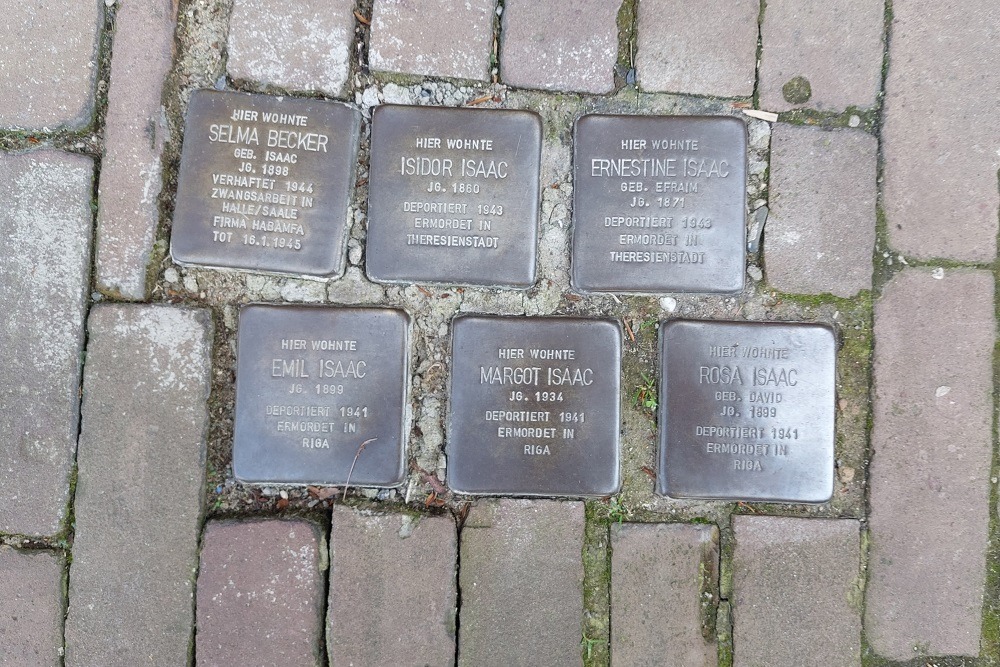 HIER WOHNTE
SELMA BECKER
GEB. ISAAC
JG. 1898
VERHAFTET 1944
ZWANGSARBEIT IN
HALLE/SAALE
FIRMA HABÄMFA
TOT 16.1.1945
HIER WOHNTE
ISIDOR ISAAC
JG. 1860
DEPORTIERT 1943
ERMORDET IN
THERESIENSTADT
HIER WOHNTE
ERNESTINE ISAAC
GEB. EFRAIM
JG. 1871
DEPORTIERT 1943
ERMORDET IN
THERESIENSTADT
HIER WOHNTE
EMIL ISAAC
JG. 1899
DEPORTIERT 1941
ERMORDET IN
RIGA
HIER WOHNTE
MARGOT ISAAC
JG. 1934
DEPORTIERT 1941
ERMORDET IN
RIGA
HIER WOHNTE
ROSA ISAAC
GEB. DAVID
JG. 1899
DEPORTIERT 1941
ERMORDET IN
RIGA